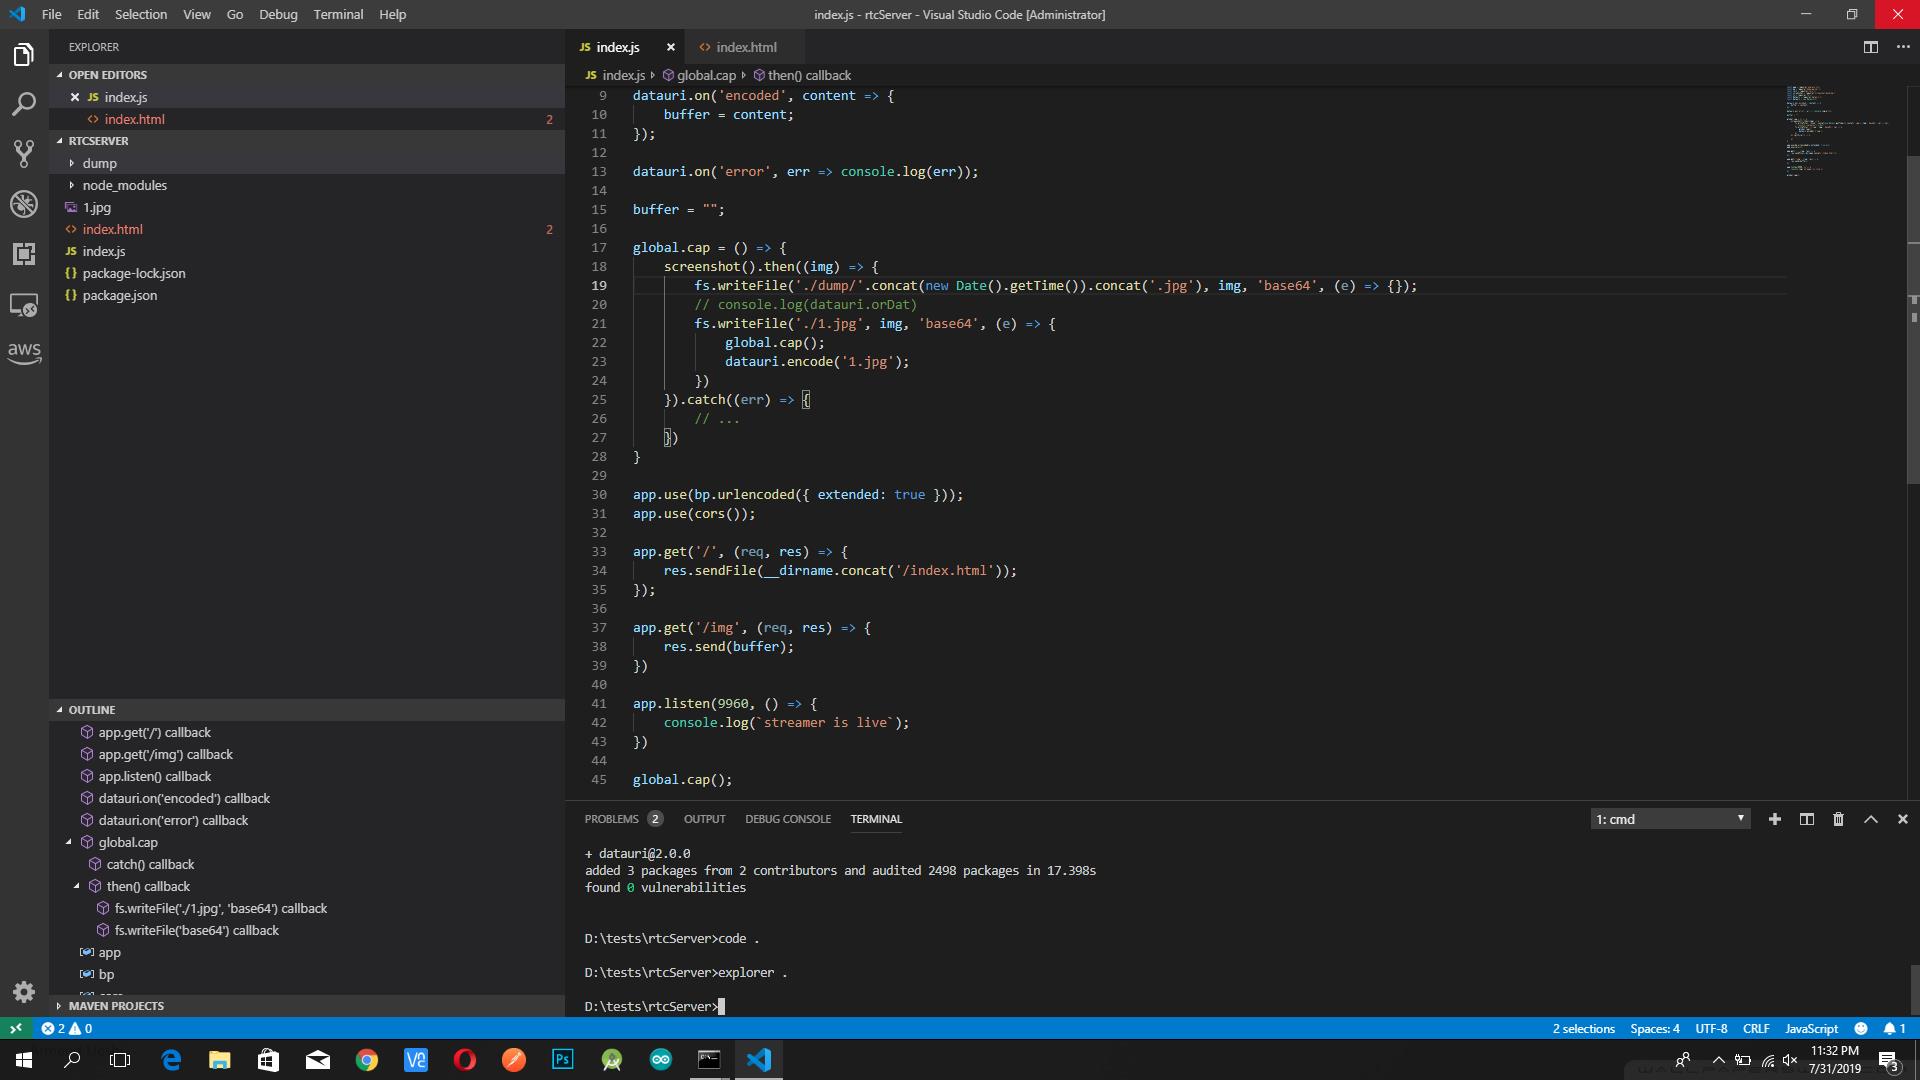 File Edit Selection View Go Debug Terminal Help
index.js - rtcServer - Visual Studio Code [Administrator]
EXPLORER
OPEN EDITORS
JS index.js
<> index.html 2
RTCSERVER
dump
node_modules
1.jpg
<> index.html 2
JS index.js
{} package-lock.json
{} package.json
aws
OUTLINE
app.get('/') callback
app.get('/img') callback
app.listen() callback
datauri.on('encoded') callback
datauri.on('error') callback
global.cap
catch() callback
then() callback
fs.writeFile('./1.jpg', 'base64') callback
fs.writeFile('base64') callback
app
bp
MAVEN PROJECTS
JS index.js
<> index.html
JS index.js global.cap then() callback
9 datauri.on('encoded', content => {
10 buffer = content;
11 });
12
13 datauri.on('error', err => console.log(err));
14
15 buffer = "";
16
17 global.cap = () => {
18 screenshot().then((img) => {
19 fs.writeFile('./dump/'.concat(new Date().getTime()).concat('.jpg'), img, 'base64', (e) => {});
20 // console.log(datauri.orDat)
21 fs.writeFile('./1.jpg', img, 'base64', (e) => {
22 global.cap();
23 datauri.encode('1.jpg');
24 })
25 }).catch((err) => {
26 // ...
27 })
28 }
29
30 app.use(bp.urlencoded({ extended: true }));
31 app.use(cors());
32
33 app.get('/', (req, res) => {
34 res.sendFile(__dirname.concat('/index.html'));
35 });
36
37 app.get('/img', (req, res) => {
38 res.send(buffer);
39 })
40
41 app.listen(9960, () => {
42 console.log(`streamer is live`);
43 })
44
45 global.cap();
PROBLEMS 2 OUTPUT DEBUG CONSOLE TERMINAL
1: cmd
+ datauri@2.0.0
added 3 packages from 2 contributors and audited 2498 packages in 17.398s
found 0 vulnerabilities
D:\tests\rtcServer>code .
D:\tests\rtcServer>explorer .
D:\tests\rtcServer>
2 0
2 selections Spaces: 4 UTF-8 CRLF JavaScript 1
Ps
11:32 PM
7/31/2019
3